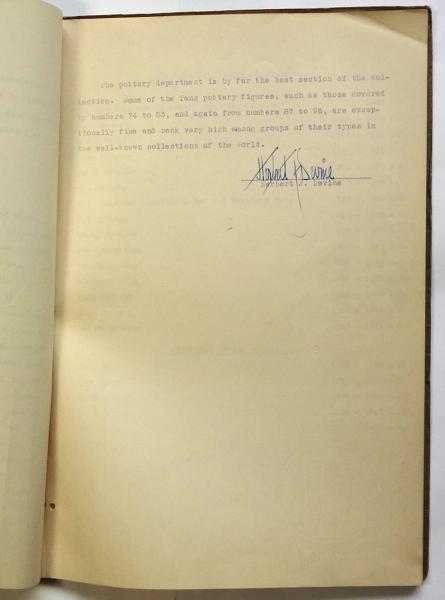 The pottery department is by far the best section of the col-
lection. Some of the Tang pottery figures, such as those covered
by numbers 74 to 83, and again from numbers 87 to 96, are excep-
tionally fine and rank very high among groups of their types in
the well-known collections of the world.
Herbert J. Devine
Herbert J. Devine